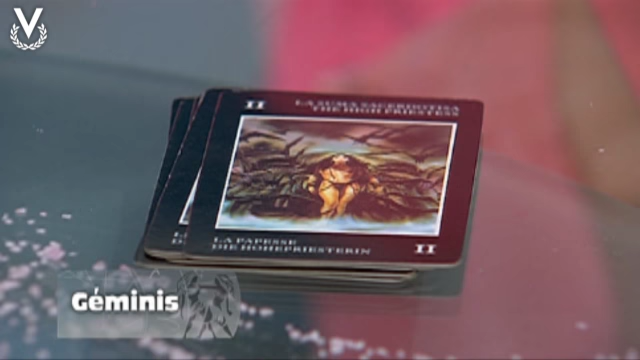 V
II
LA SUMA SACERDOTISA
THE HIGH PRIESTESS
LA PAPESSE
DIE HOHEPRIESTERIN
II
Géminis